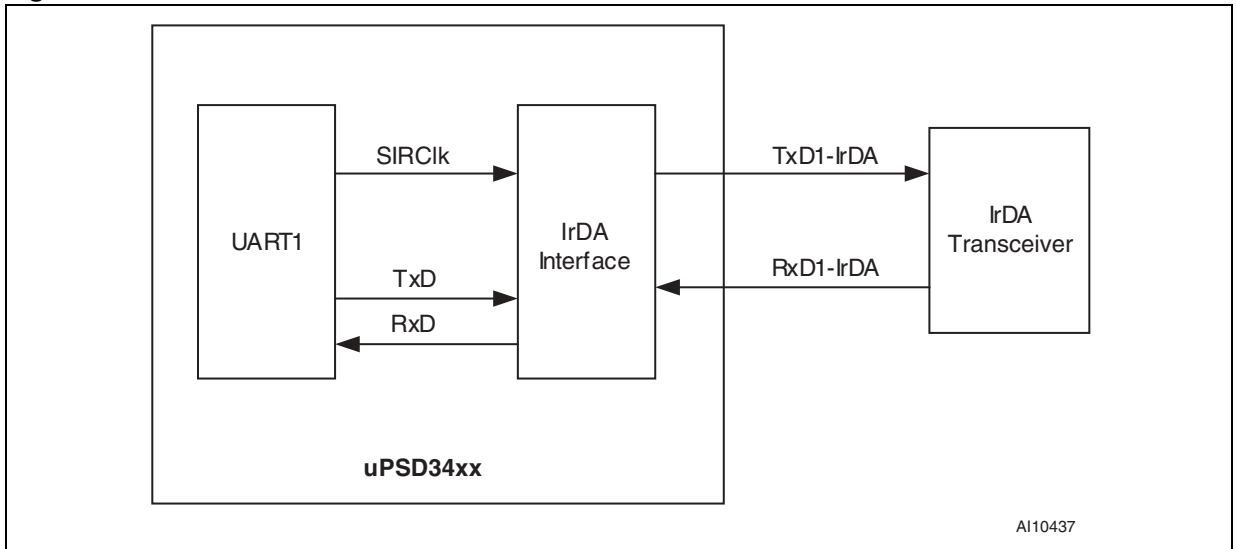 SIRClk
TxD1-IrDA
UART1
IrDA
Interface
IrDA
Transceiver
TxD
RxD1-IrDA
RxD
uPSD34xx
AI10437